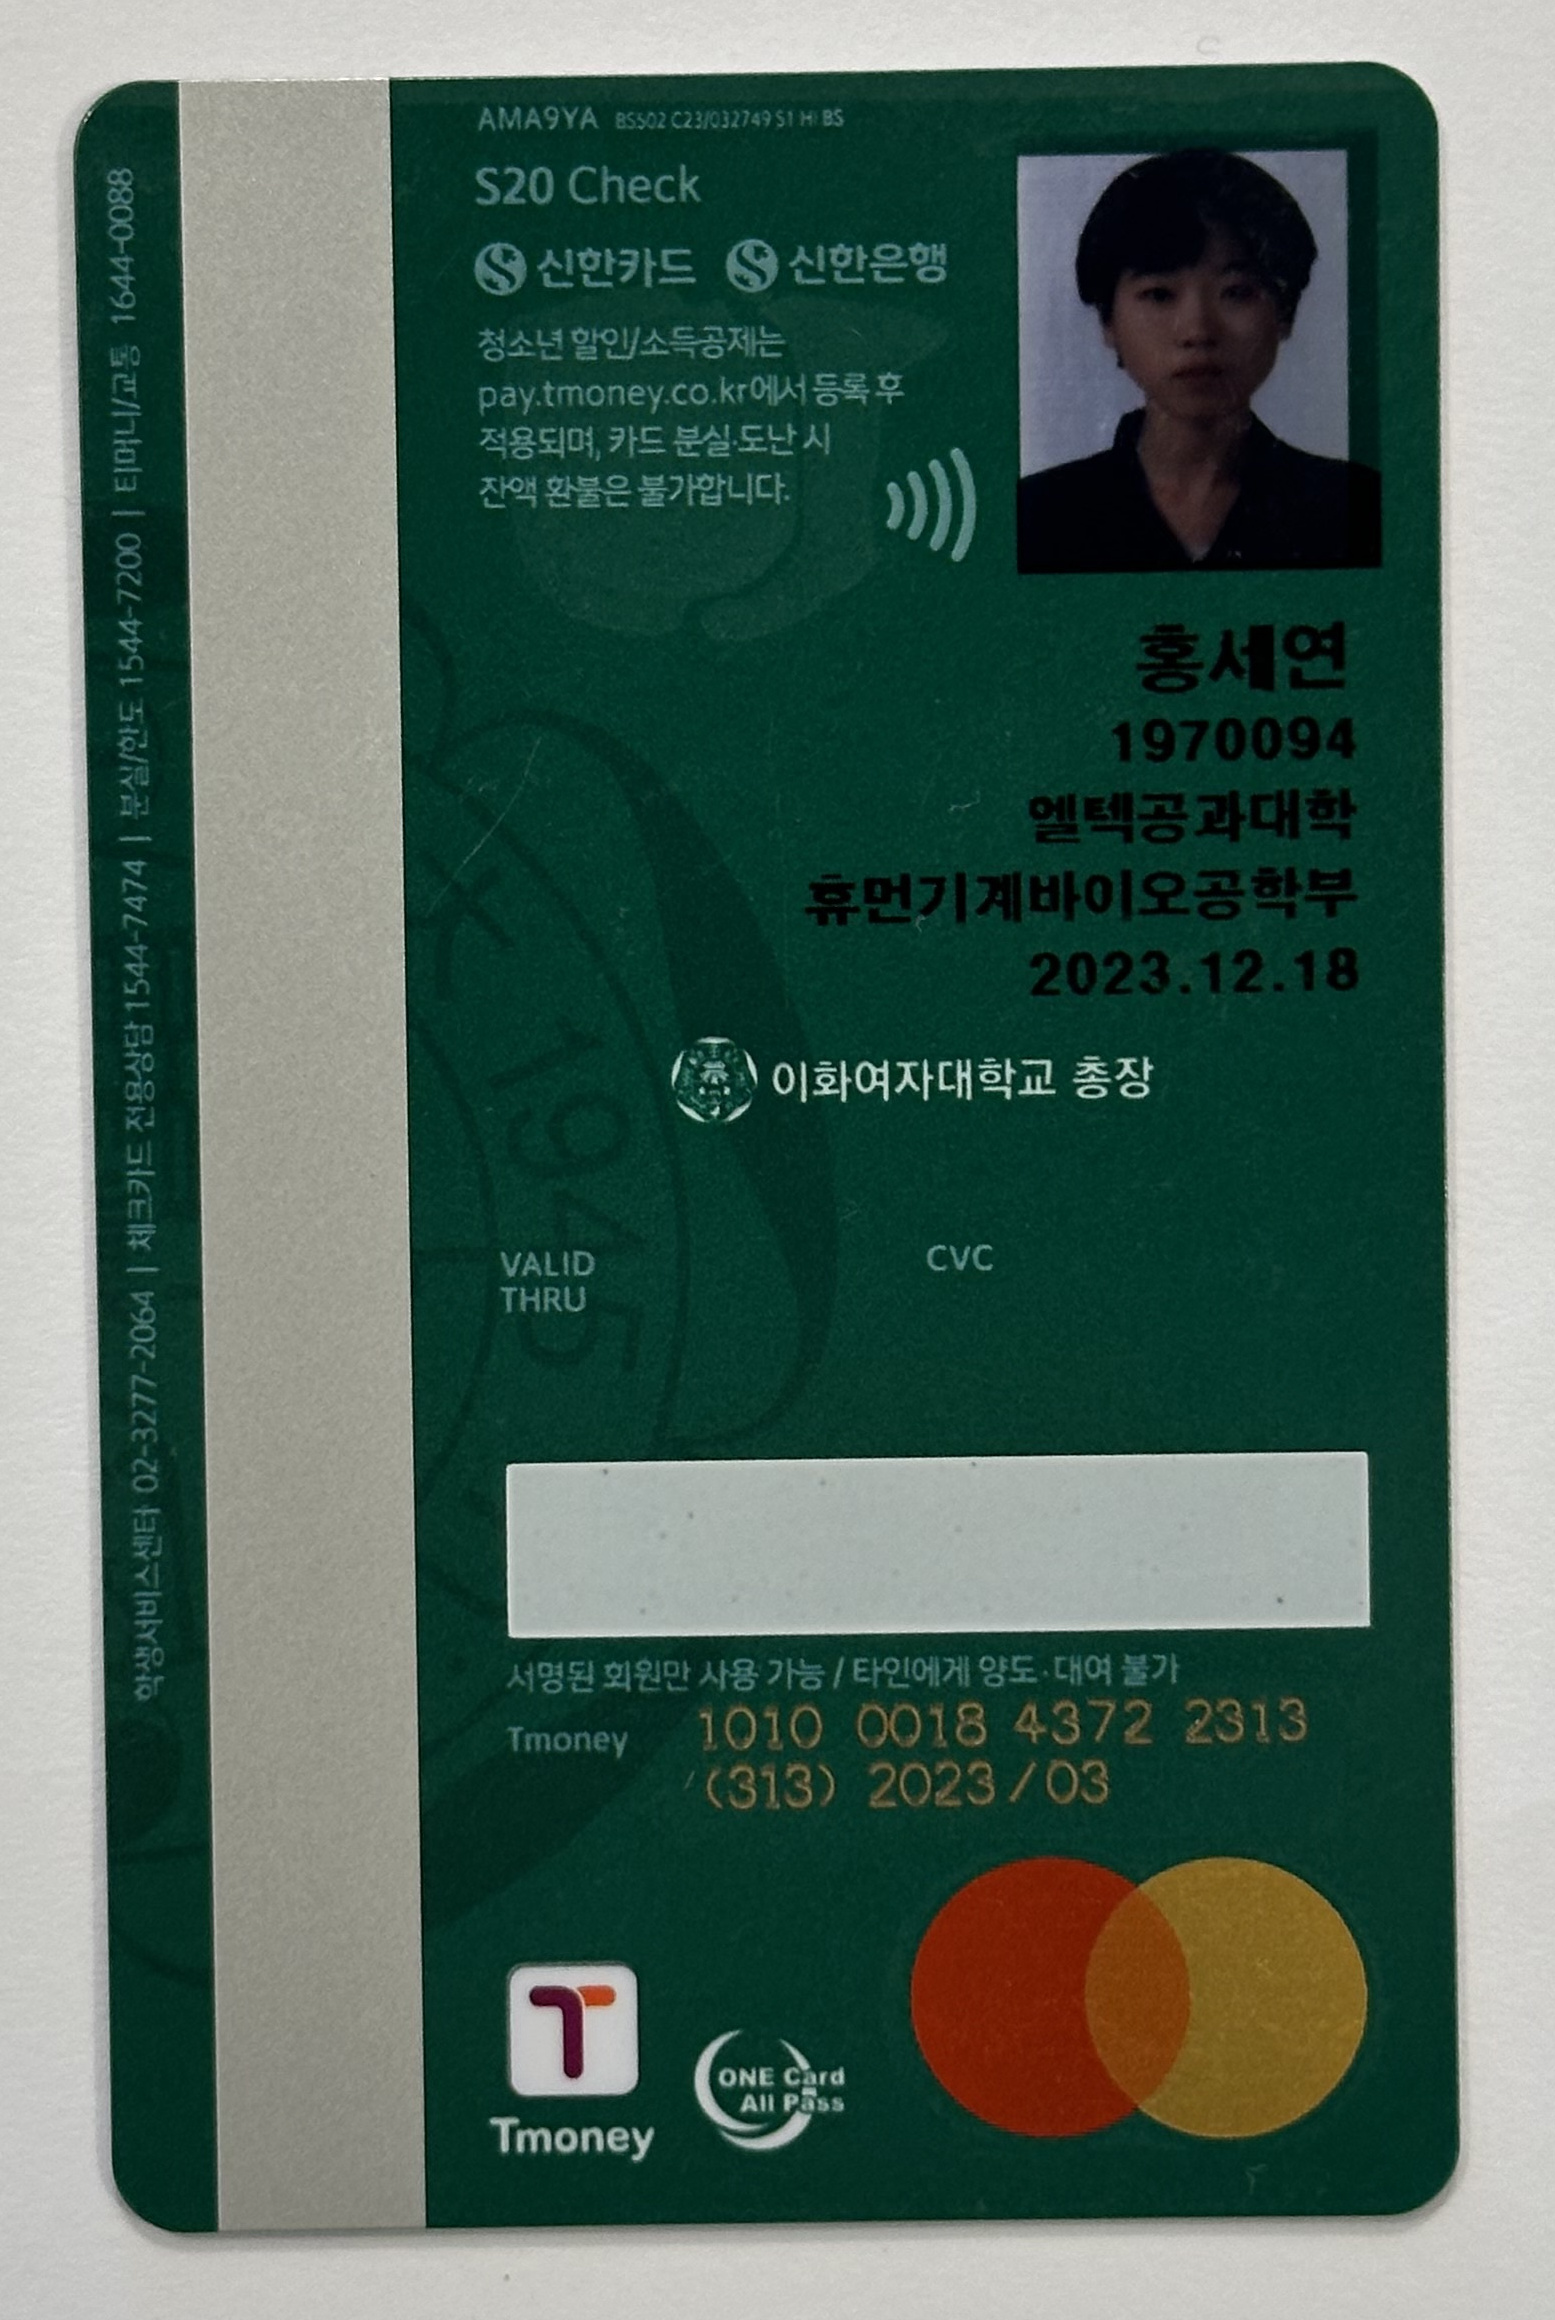 AMA9YA BS502 C23/032749 S1 HI BS
S20 Check
신한카드 신한은행
청소년 할인/소득공제는
pay.tmoney.co.kr에서 등록 후
적용되며, 카드 분실·도난 시
잔액 환불은 불가합니다.
홍세연
1970094
엘텍공과대학
휴먼기계바이오공학부
2023.12.18
이화여자대학교 총장
1945
VALID
THRU
CVC
서명된 회원만 사용 가능 / 타인에게 양도·대여 불가
Tmoney 1010 0018 4372 2313
(313) 2023/03
Tmoney
ONE Card
All Pass
학생서비스센터 02-3277-2064 | 체크카드 전용상담 1544-7474 | 분실/한도 1544-7200 | 티머니/교통 1644-0088